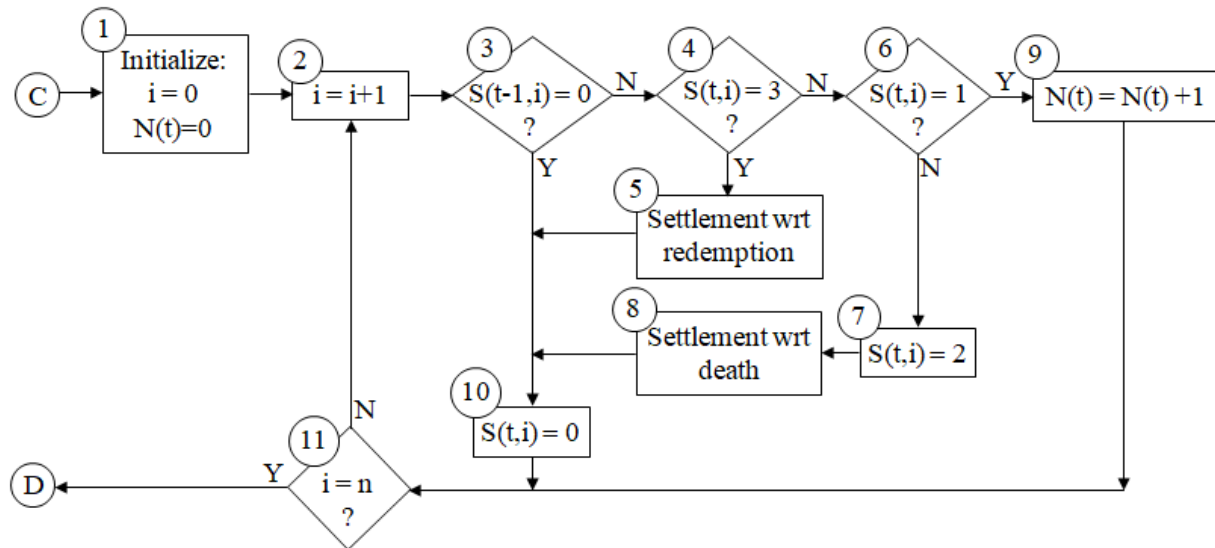 1
Initialize:
i = 0
N(t)=0
C
2
i = i+1
3
S(t-1,i) = 0
?
N
Y
4
S(t,i) = 3
?
N
Y
6
S(t,i) = 1
?
Y
N
9
N(t) = N(t) +1
5
Settlement wrt
redemption
8
Settlement wrt
death
7
S(t,i) = 2
10
S(t,i) = 0
11
i = n
?
N
Y
D